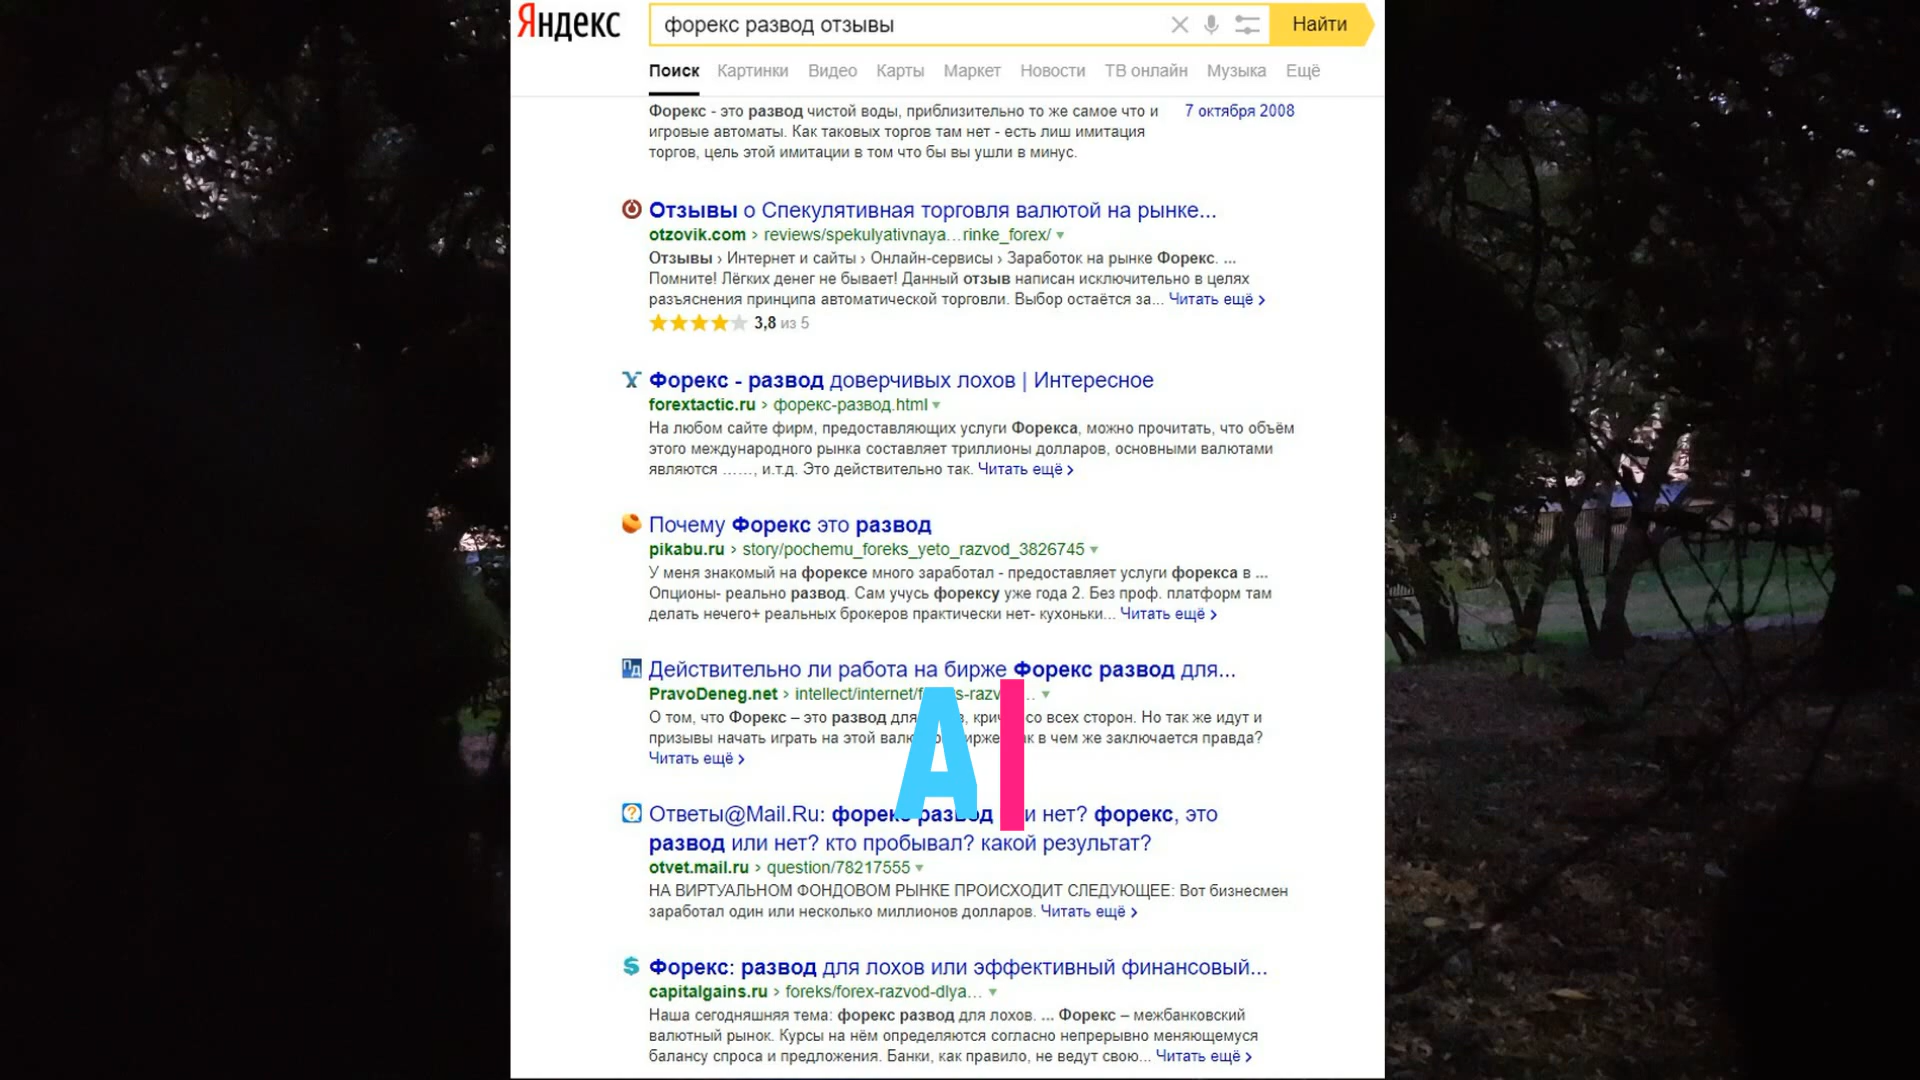 Яндекс
форекс развод отзывы
Найти
Поиск Картинки Видео Карты Маркет Новости ТВ онлайн Музыка Ещё
Форекс - это развод чистой воды, приблизительно то же самое что и 7 октября 2008
игровые автоматы. Как таковых торгов там нет - есть лиш имитация
торгов, цель этой имитации в том что бы вы ушли в минус.
Отзывы о Спекулятивная торговля валютой на рынке...
otzovik.com › reviews/spekulyativnaya…rinke_forex/
Отзывы › Интернет и сайты › Онлайн-сервисы › Заработок на рынке Форекс. ...
Помните! Лёгких денег не бывает! Данный отзыв написан исключительно в целях
разъяснения принципа автоматической торговли. Выбор остаётся за... Читать ещё ›
3,8 из 5
Форекс - развод доверчивых лохов | Интересное
forextactic.ru › форекс-развод.html
На любом сайте фирм, предоставляющих услуги Форекса, можно прочитать, что объём
этого международного рынка составляет триллионы долларов, основными валютами
являются ……, и.т.д. Это действительно так. Читать ещё ›
Почему Форекс это развод
pikabu.ru › story/pochemu_foreks_yeto_razvod_3826745
У меня знакомый на форексе много заработал - предоставляет услуги форекса в ...
Опционы- реально развод. Сам учусь форексу уже года 2. Без проф. платформ там
делать нечего+ реальных брокеров практически нет- кухоньки... Читать ещё ›
Действительно ли работа на бирже Форекс развод для...
PravoDeneg.net › intellect/internet/
О том, что Форекс – это развод для со всех сторон. Но так же идут и
призывы начать играть на этой в чем же заключается правда?
Читать ещё ›
AI
Ответы@Mail.Ru: форекс развод нет? форекс, это
развод или нет? кто пробывал? какой результат?
otvet.mail.ru › question/78217555
НА ВИРТУАЛЬНОМ ФОНДОВОМ РЫНКЕ ПРОИСХОДИТ СЛЕДУЮЩЕЕ: Вот бизнесмен
заработал один или несколько миллионов долларов. Читать ещё ›
Форекс: развод для лохов или эффективный финансовый...
capitalgains.ru › foreks/forex-razvod-dlya…
Наша сегодняшняя тема: форекс развод для лохов. ... Форекс – межбанковский
валютный рынок. Курсы на нём определяются согласно непрерывно меняющемуся
балансу спроса и предложения. Банки, как правило, не ведут свою... Читать ещё ›